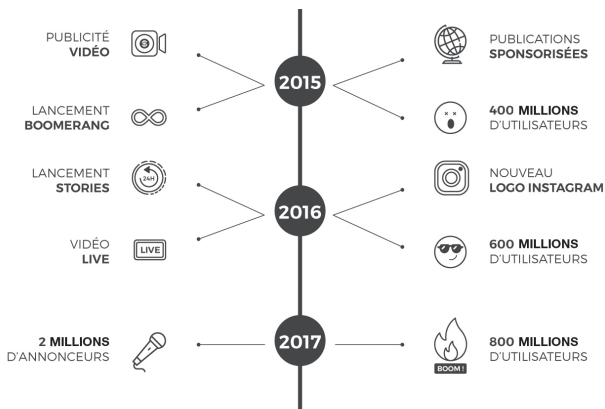 PUBLICITÉ
VIDÉO
LANCEMENT
BOOMERANG
2015
PUBLICATIONS
SPONSORISÉES
400 MILLIONS
D'UTILISATEURS
LANCEMENT
STORIES
24H
VIDÉO
LIVE
LIVE
2016
NOUVEAU
LOGO INSTAGRAM
600 MILLIONS
D'UTILISATEURS
2 MILLIONS
D'ANNONCEURS
2017
BOOM !
800 MILLIONS
D'UTILISATEURS